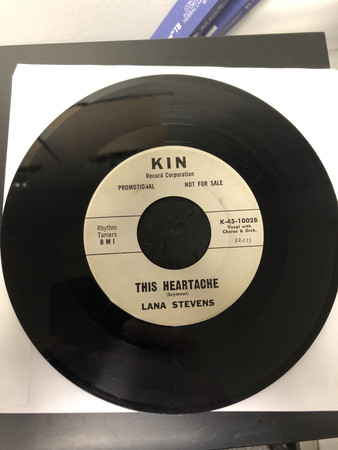 KIN
Record Corporation
PROMOTIONAL NOT FOR SALE
Rhythm
Tamers
BMI
K-45-10028
Vocal with
Chorus & Orch.
THIS HEARTACHE
(Seymour)
LANA STEVENS